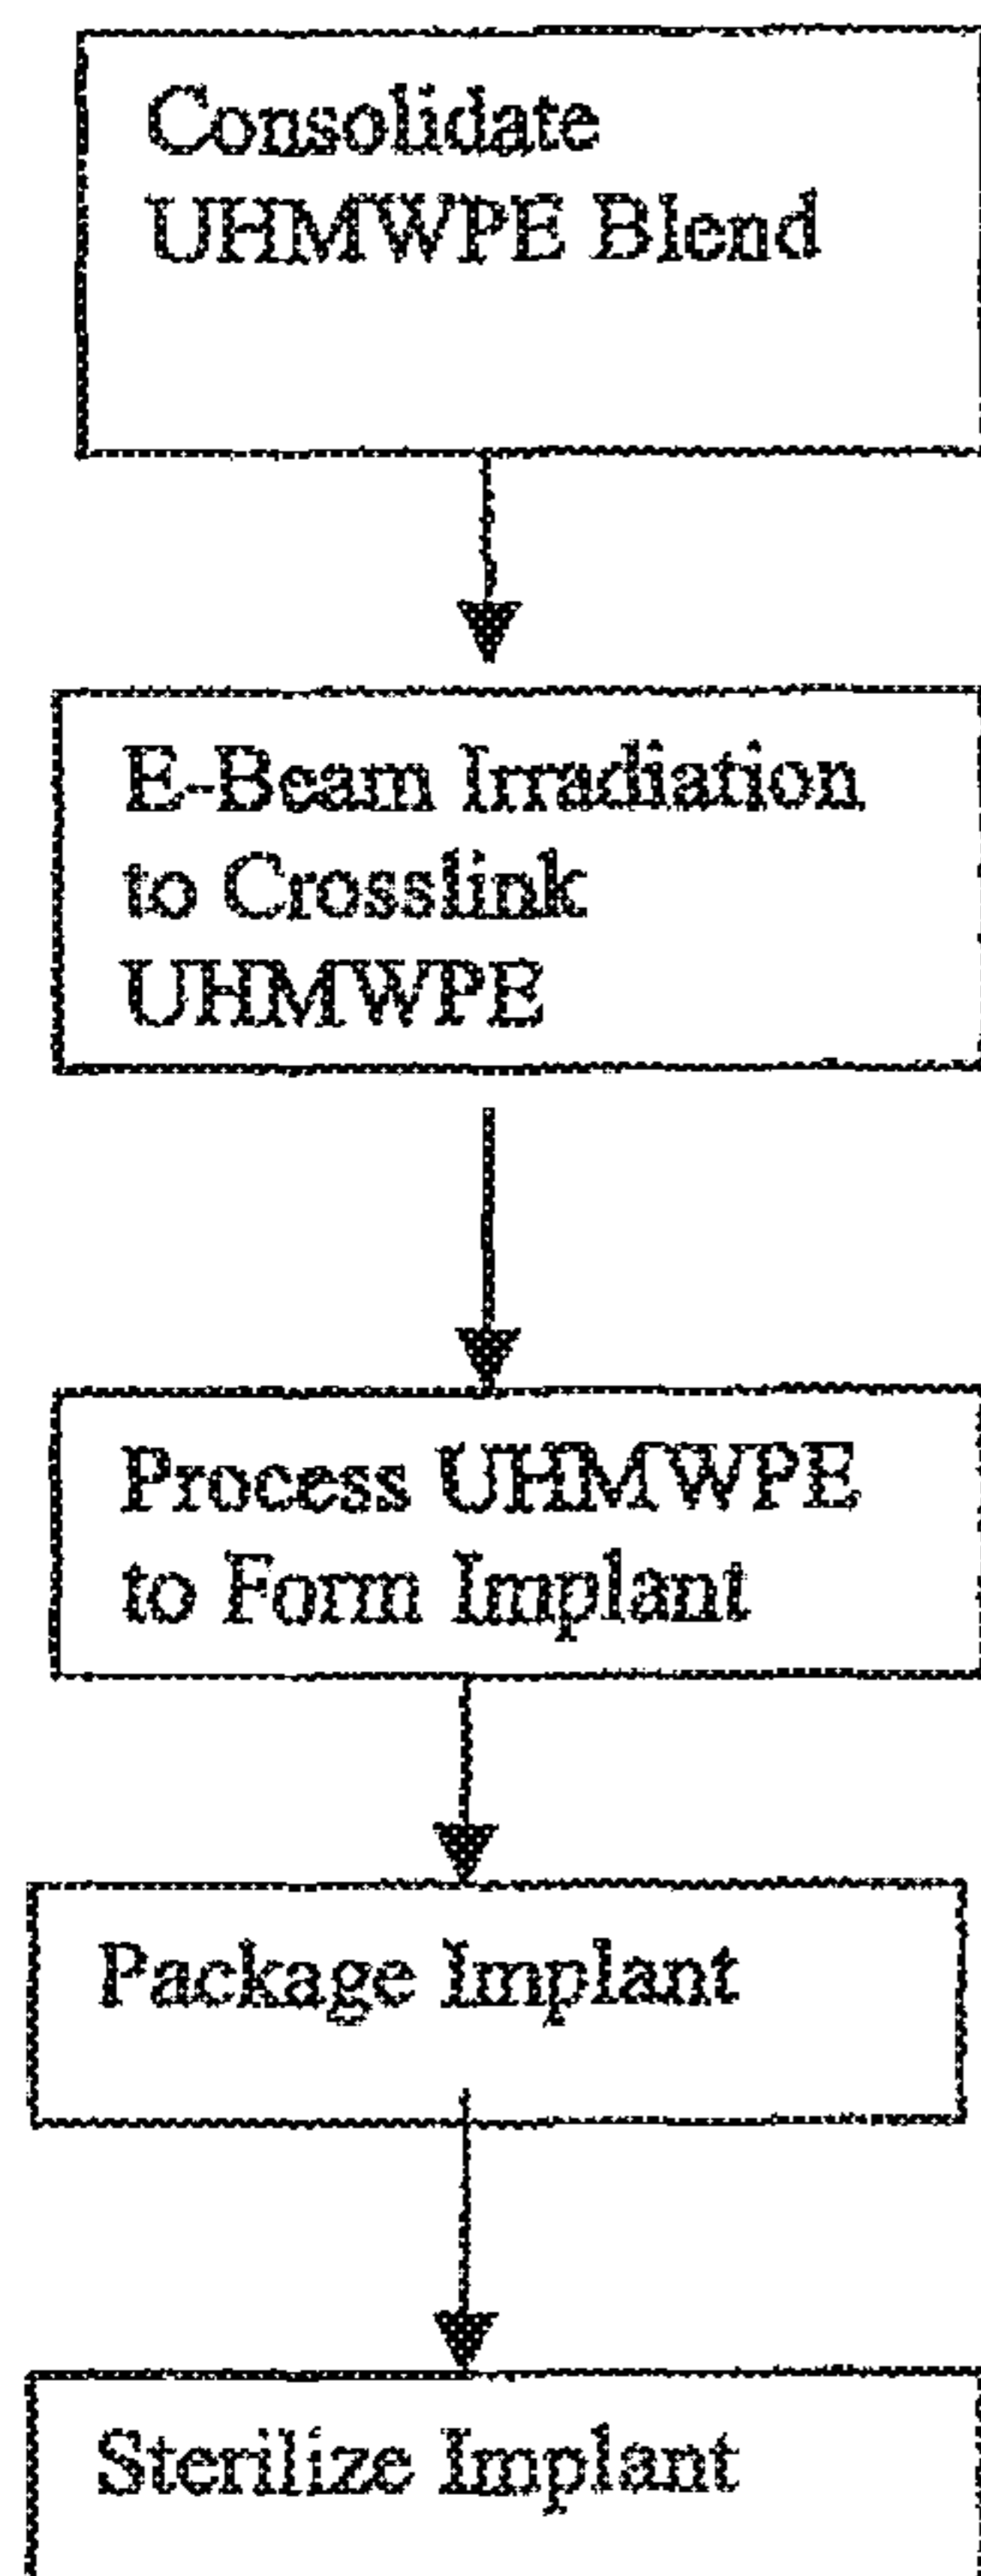 Consolidate
UHMWPE Blend
E-Beam Irradiation
to Crosslink
UHMWPE
Process UHMWPE
to Form Implant
Package Implant
Sterilize Implant